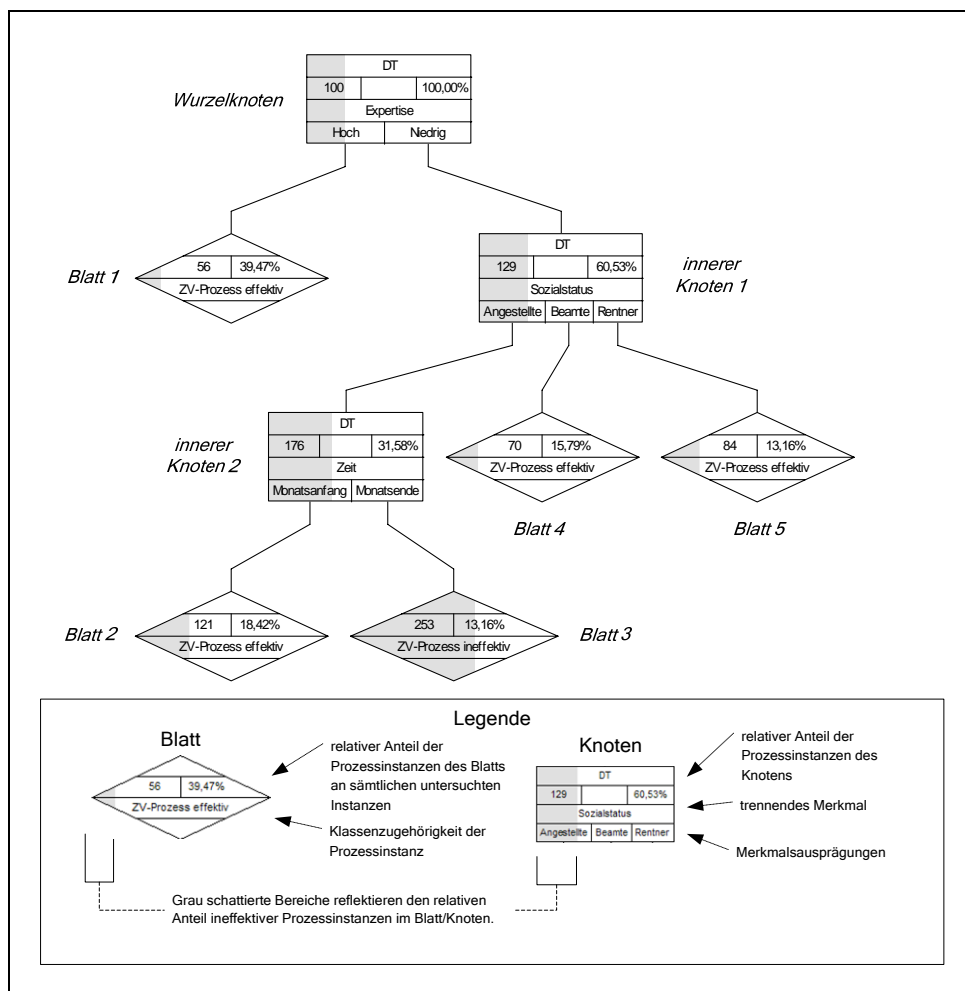 DT
100 100,00%
Wurzelknoten
Expertise
Hoch Niedrig
Blatt 1
56 39,47%
ZV-Prozess effektiv
DT
129 60,53%
Sozialstatus
Angestellte Beamte Rentner
innerer
Knoten 1
innerer
Knoten 2
DT
176 31,58%
Zeit
Monatsanfang Monatsende
70 15,79%
ZV-Prozess effektiv
Blatt 4
84 13,16%
ZV-Prozess effektiv
Blatt 5
Blatt 2
121 18,42%
ZV-Prozess effektiv
253 13,16%
ZV-Prozess ineffektiv
Blatt 3
Legende
Blatt
56 39,47%
ZV-Prozess effektiv
relativer Anteil der
Prozessinstanzen des Blatts
an sämtlichen untersuchten
Instanzen
Klassenzugehörigkeit der
Prozessinstanz
Knoten
DT
129 60,53%
Sozialstatus
Angestellte Beamte Rentner
relativer Anteil der
Prozessinstanzen des
Knotens
trennendes Merkmal
Merkmalsausprägungen
Grau schattierte Bereiche reflektieren den relativen
Anteil ineffektiver Prozessinstanzen im Blatt/Knoten.